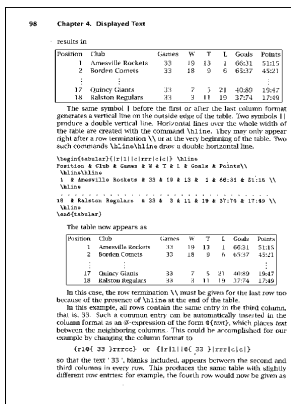 98 Chapter 4. Displayed Text
results in
Position Club Games W T L Goals Points
1 Amesville Rockets 33 19 13 1 66:31 51:15
2 Borden Comets 33 18 9 6 65:37 45:21
⋮ ⋮ ⋮ ⋮
17 Quincy Giants 33 7 5 21 40:89 19:47
18 Ralston Regulars 33 3 11 19 37:74 17:49
The same symbol | before the first or after the last column format
generates a vertical line on the outside edge of the table. Two symbols ||
produce a double vertical line. Horizontal lines over the whole width of
the table are created with the command \hline. They may only appear
right after a row termination \\ or at the very beginning of the table. Two
such commands \hline\hline draw a double horizontal line.
\begin{tabular}{|r|l||c|rrr|c|c|} \hline
Position & Club & Games & W & T & L & Goals & Points\\
\hline\hline
1 & Amesville Rockets & 33 & 19 & 13 & 1 & 66:31 & 51:15 \\
\hline
. . . . . . . . . . . . . . . . . . . . . . . . . . . . . .
18 & Ralston Regulars & 33 & 3 & 11 & 19 & 37:74 & 17:49 \\
\hline
\end{tabular}
The table now appears as
Position Club Games W T L Goals Points
1 Amesville Rockets 33 19 13 1 66:31 51:15
2 Borden Comets 33 18 9 6 65:37 45:21
⋮ ⋮ ⋮ ⋮
17 Quincy Giants 33 7 5 21 40:89 19:47
18 Ralston Regulars 33 3 11 19 37:74 17:49
In this case, the row termination \\ must be given for the last row too
because of the presence of \hline at the end of the table.
In this example, all rows contain the same entry in the third column,
that is, 33. Such a common entry can be automatically inserted in the
column format as an @-expression of the form @{text}, which places text
between the neighboring columns. This could be accomplished for our
example by changing the column format to
{rl@{ 33 }rrrcc} or {|r|l||@{ 33 }|rrr|c|c|}
so that the text ' 33 ', blanks included, appears between the second and
third columns in every row. This produces the same table with slightly
different row entries: for example, the fourth row would now be given as